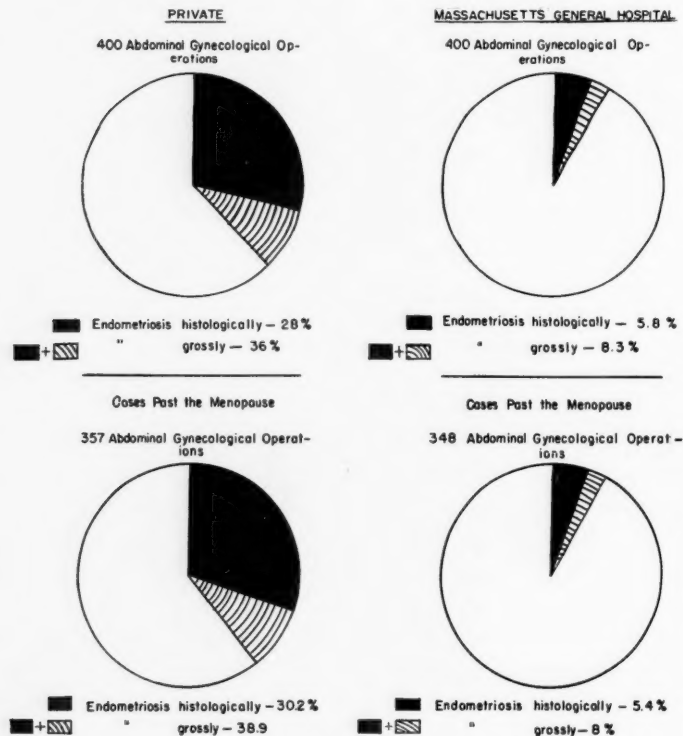 PRIVATE
400 Abdominal Gynecological Op-
erations
Endometriosis histologically – 28 %
+ " grossly – 36 %
Cases Past the Menopause
357 Abdominal Gynecological Operat-
ions
Endometriosis histologically – 30.2 %
+ " grossly – 38.9
MASSACHUSETTS GENERAL HOSPITAL
400 Abdominal Gynecological Op-
erations
Endometriosis histologically – 5.8 %
+ " grossly – 8.3 %
Cases Past the Menopause
348 Abdominal Gynecological Operat-
ions
Endometriosis histologically – 5.4 %
+ " grossly – 8 %